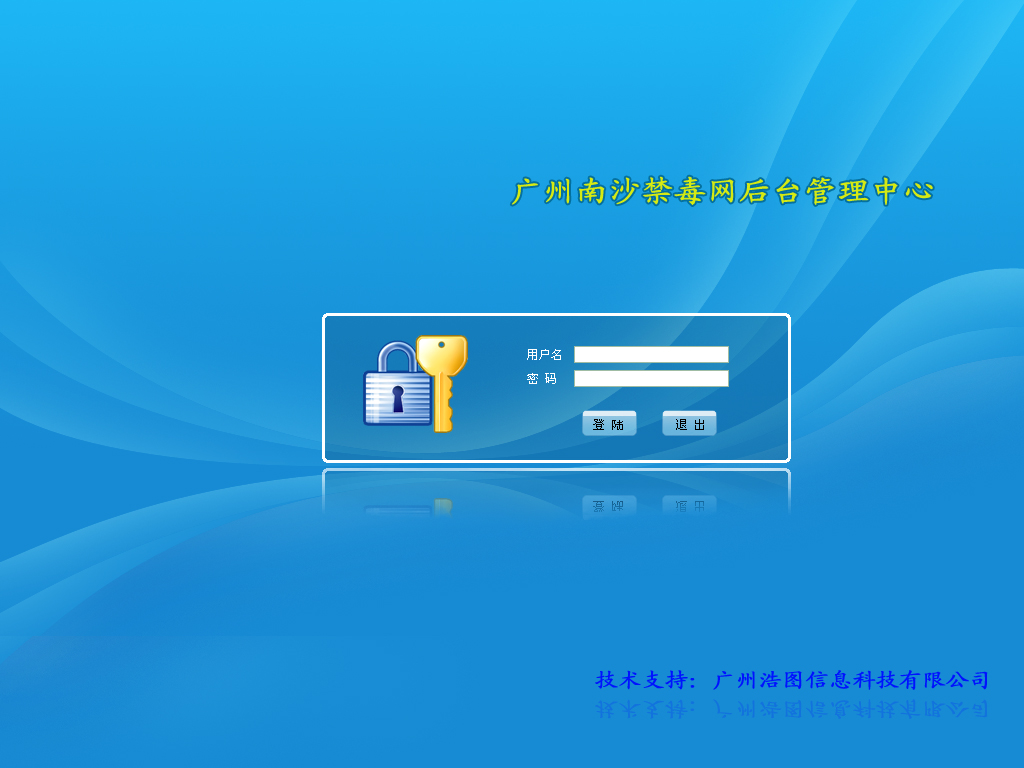 广州南沙禁毒网后台管理中心
用户名
密 码
登 陆 退 出
技术支持：广州浩图信息科技有限公司